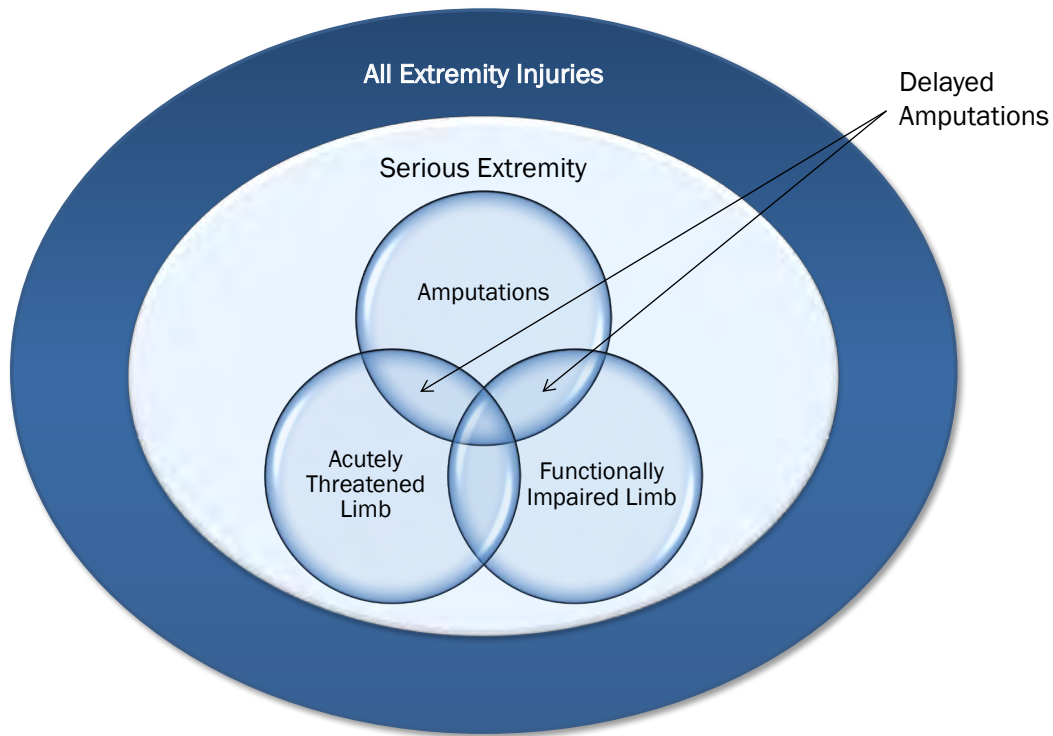 All Extremity Injuries
Delayed
Amputations
Serious Extremity
Amputations
Acutely
Threatened
Limb
Functionally
Impaired Limb